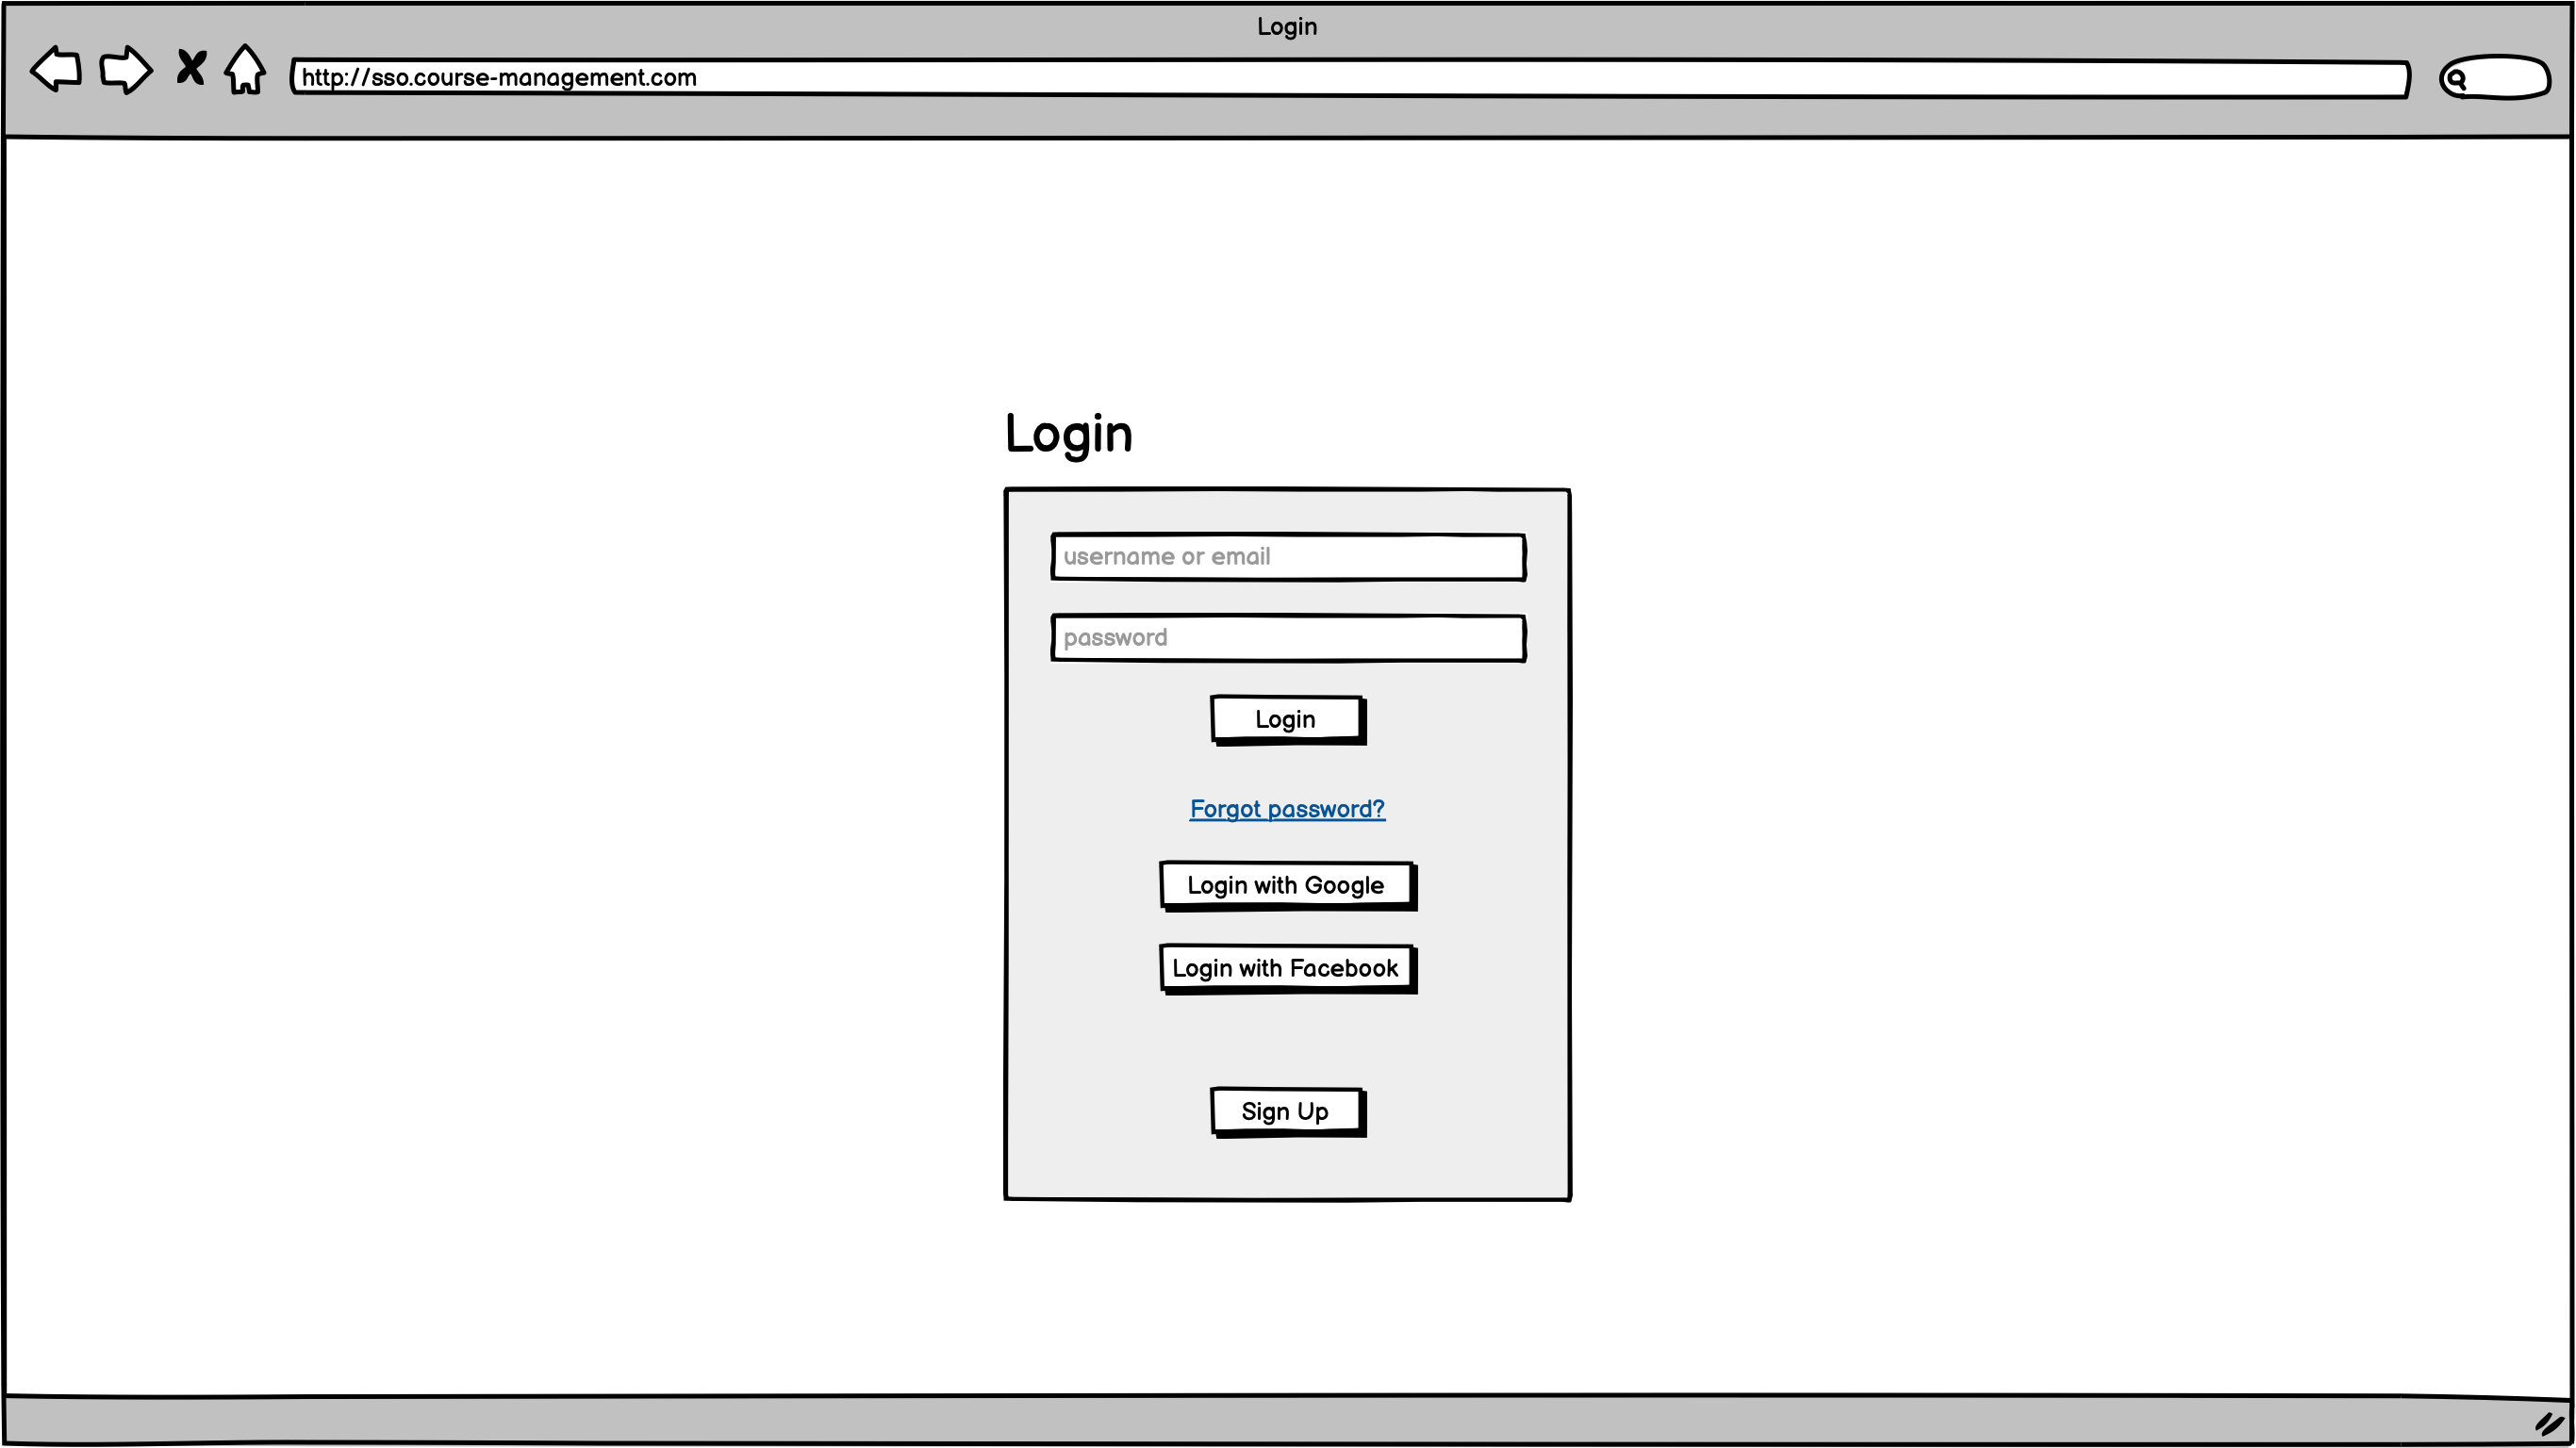 Login
http://sso.course-management.com
Login
username or email
password
Login
Forgot password?
Login with Google
Login with Facebook
Sign Up